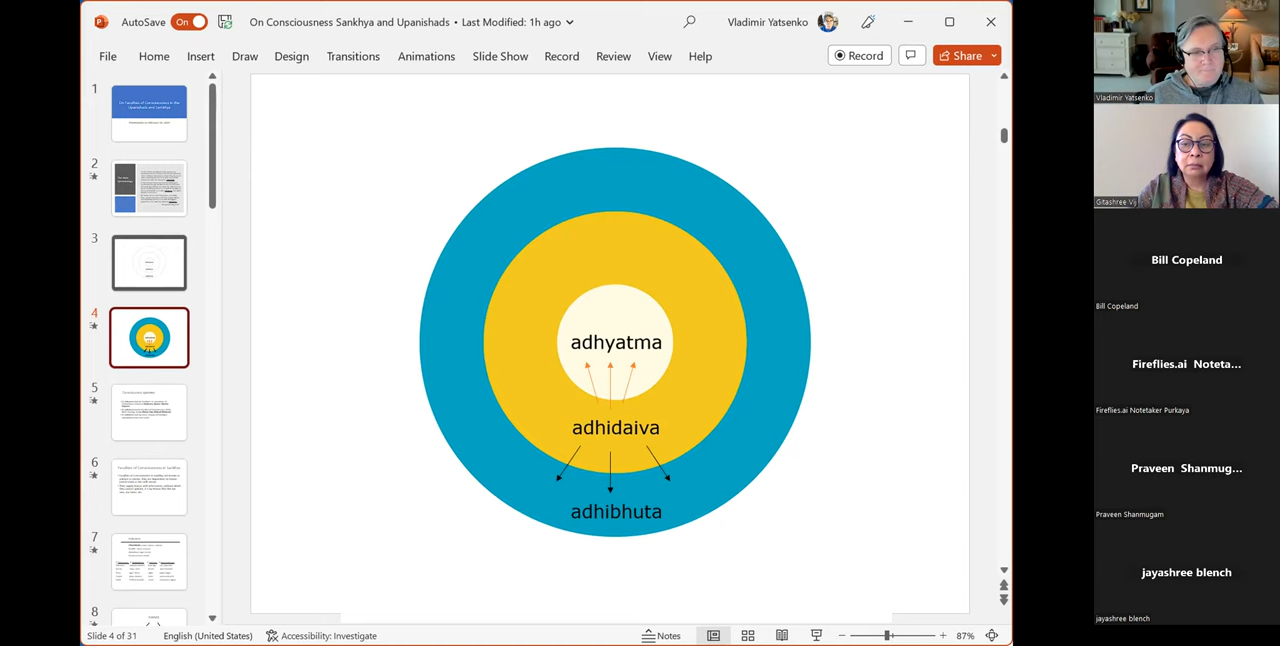 AutoSave On On Consciousness Sankhya and Upanishads • Last Modified: 1h ago Vladimir Yatsenko
File Home Insert Draw Design Transitions Animations Slide Show Record Review View Help Record Share
1
2
3
4
5
6
7
8
adhyatma
adhidaiva
adhibhuta
Slide 4 of 31 English (United States) Accessibility: Investigate Notes 87%
Vladimir Yatsenko
Gitashree Vij
Bill Copeland
Bill Copeland
Fireflies.ai Noteta...
Fireflies.ai Notetaker Purkaya
Praveen Shanmug...
Praveen Shanmugam
jayashree blench
jayashree blench